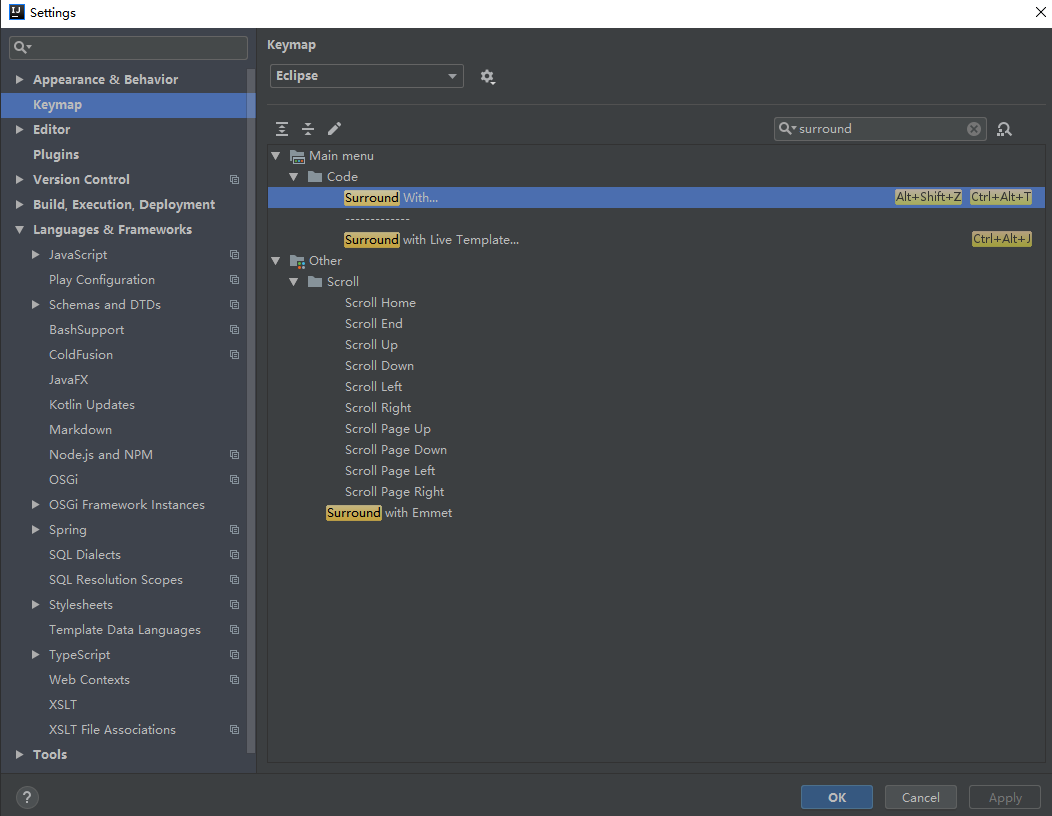 Settings
Appearance & Behavior
Keymap
Editor
Plugins
Version Control
Build, Execution, Deployment
Languages & Frameworks
JavaScript
Play Configuration
Schemas and DTDs
BashSupport
ColdFusion
JavaFX
Kotlin Updates
Markdown
Node.js and NPM
OSGi
OSGi Framework Instances
Spring
SQL Dialects
SQL Resolution Scopes
Stylesheets
Template Data Languages
TypeScript
Web Contexts
XSLT
XSLT File Associations
Tools
Keymap
Eclipse
surround
Main menu
Code
Surround With... Alt+Shift+Z Ctrl+Alt+T
-------------
Surround with Live Template... Ctrl+Alt+J
Other
Scroll
Scroll Home
Scroll End
Scroll Up
Scroll Down
Scroll Left
Scroll Right
Scroll Page Up
Scroll Page Down
Scroll Page Left
Scroll Page Right
Surround with Emmet
?
OK Cancel Apply